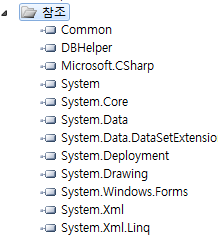 참조
Common
DBHelper
Microsoft.CSharp
System
System.Core
System.Data
System.Data.DataSetExtensio
System.Deployment
System.Drawing
System.Windows.Forms
System.Xml
System.Xml.Linq